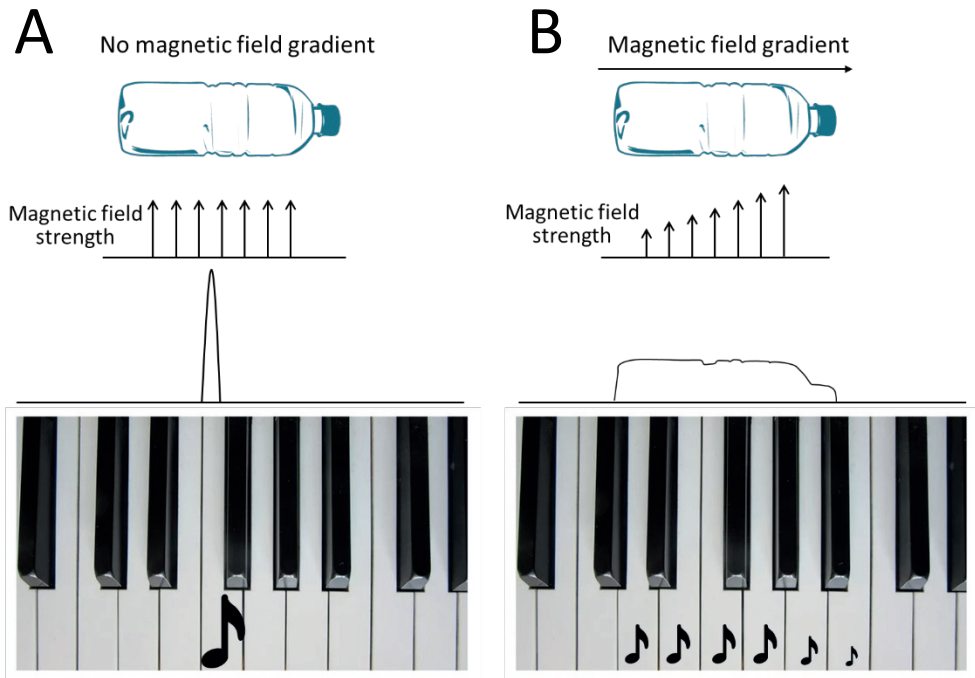 A
No magnetic field gradient
Magnetic field
strength
B
Magnetic field gradient
Magnetic field
strength